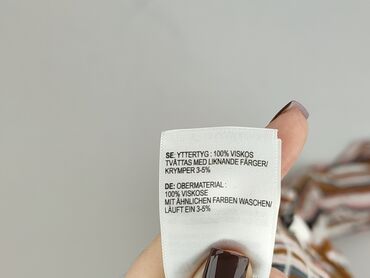 SE: YTTERTYG : 100% VISKOS
TVÄTTAS MED LIKNANDE FÄRGER/
KRYMPER 3-5%
DE: OBERMATERIAL :
100% VISKOSE
MIT ÄHNLICHEN FARBEN WASCHEN/
LÄUFT EIN 3-5%